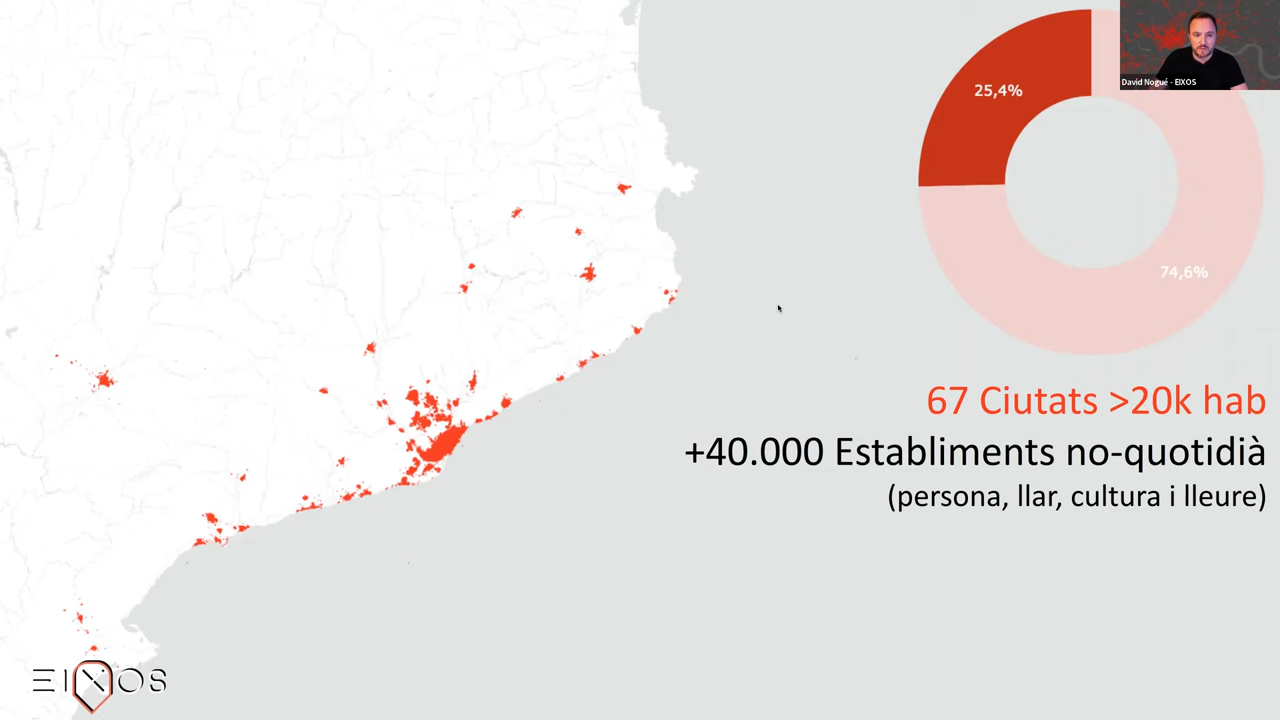 25,4%
David Nogué - EIXOS
74,6%
67 Ciutats >20k hab
+40.000 Establiments no-quotidià
(persona, llar, cultura i lleure)
EIXOS